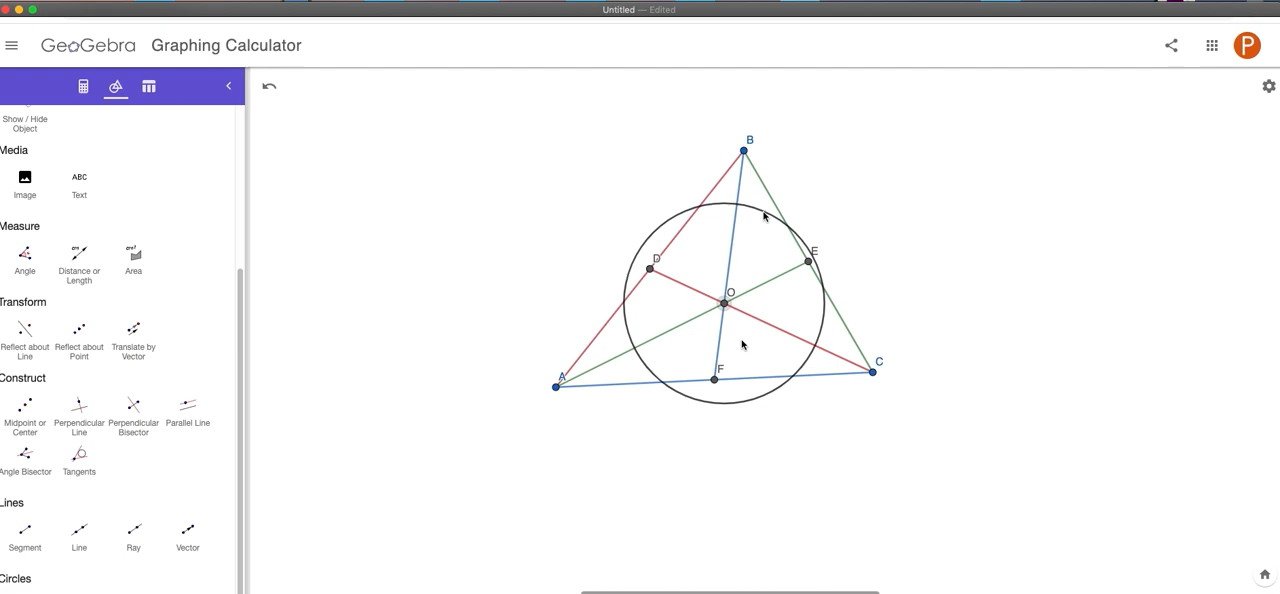 Untitled — Edited
GeoGebra Graphing Calculator
P
Show / Hide
Object
Media
ABC
Image Text
Measure
cm cm²
Angle Distance or
Length Area
Transform
Reflect about
Line Reflect about
Point Translate by
Vector
Construct
Midpoint or
Center Perpendicular
Line Perpendicular
Bisector Parallel Line
Angle Bisector Tangents
Lines
Segment Line Ray Vector
Circles
B
E
D
O
C
F
A